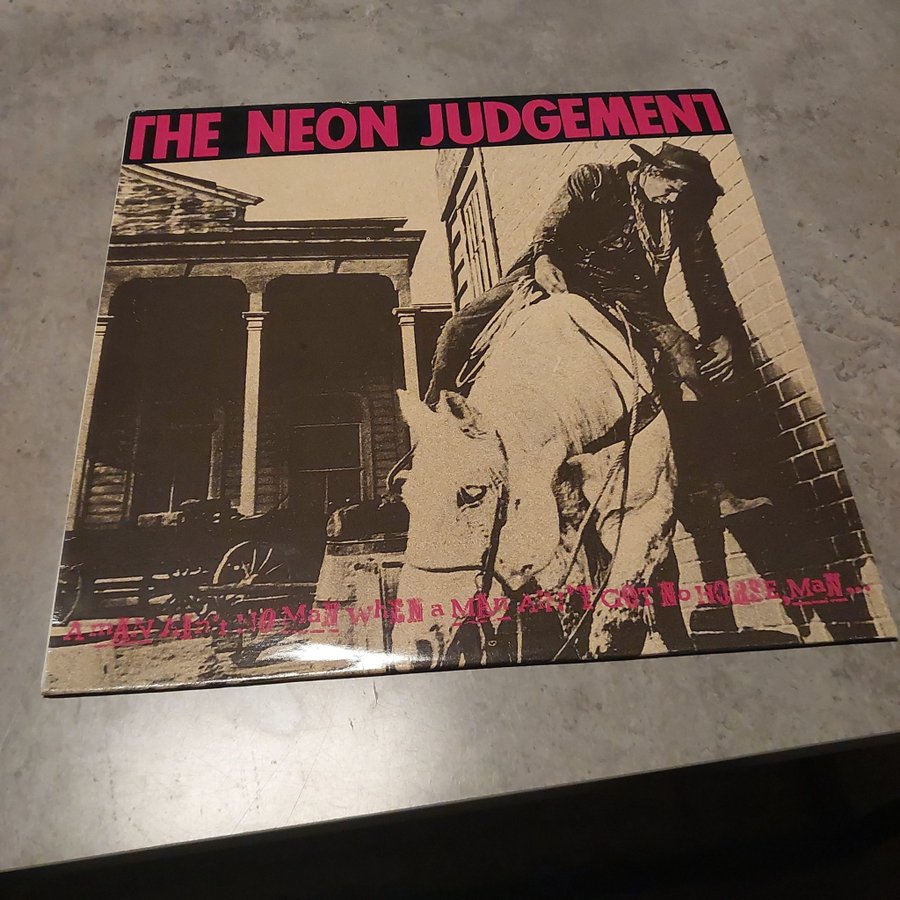 THE NEON JUDGEMENT
A maN AiN't NO MaN WhEN a MaN AiN't GOT No HORSE, MaN...